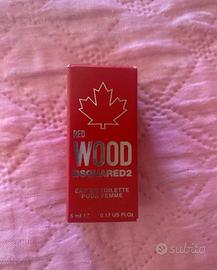 RED
WOOD
DSQUARED2
EAU DE TOILETTE
POUR FEMME
5 ml ℮ 0.17 US Fl.Oz
subito